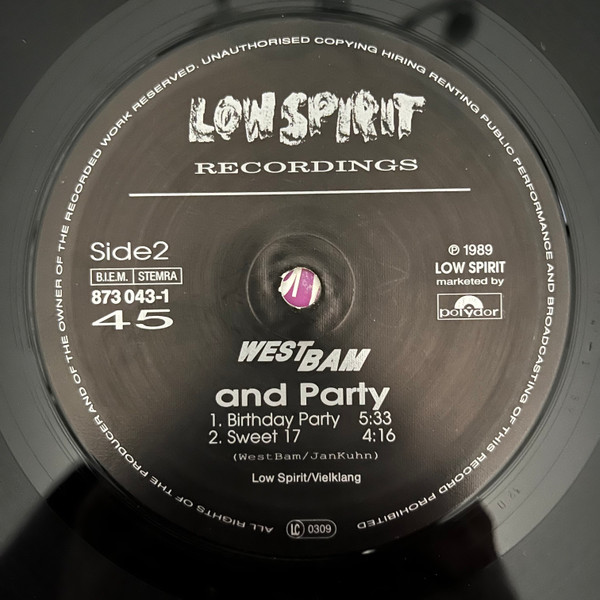 ALL RIGHTS OF THE PRODUCER AND OF THE OWNER OF THE RECORDED WORK RESERVED. UNAUTHORISED COPYING HIRING RENTING PUBLIC PERFORMANCE AND BROADCASTING OF THIS RECORD PROHIBITED
LOW SPIRIT
RECORDINGS
Side2
B.I.E.M. STEMRA
873 043-1
45
℗ 1989
LOW SPIRIT
marketed by
polydor
WESTBAM
and Party
1. Birthday Party 5:33
2. Sweet 17 4:16
(WestBam/JanKuhn)
Low Spirit/Vielklang
LC 0309